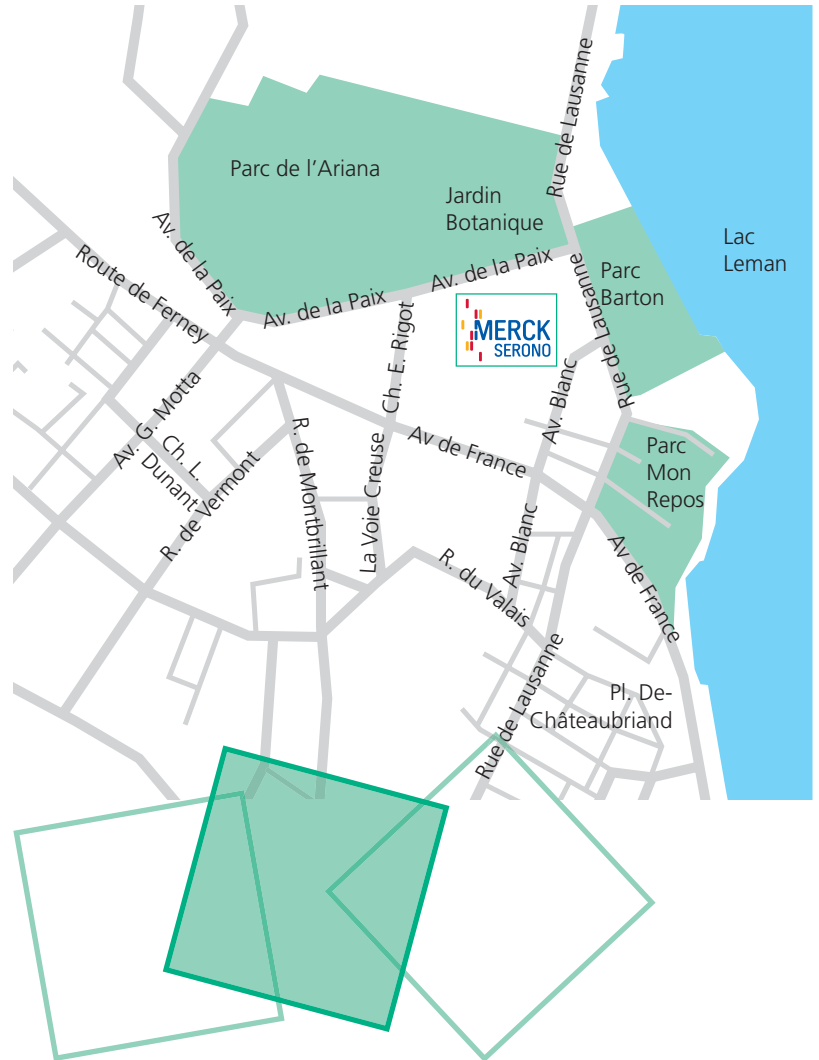 Rue de Lausanne
Parc de l’Ariana
Jardin
Botanique
Av. de la Paix
Route de Ferney
Av. de la Paix
Av. de la Paix
Rue de Lausanne
Parc
Barton
Lac
Leman
MERCK
SERONO
Ch. E. Rigot
Av. Blanc
Av. G. Motta
Ch. L.
Dunant
R. de Vermont
R. de Montbrillant
La Voie Creuse
Av de France
Parc
Mon
Repos
Av. Blanc
R. du Valais
Av de France
Rue de Lausanne
Pl. De-
Châteaubriand